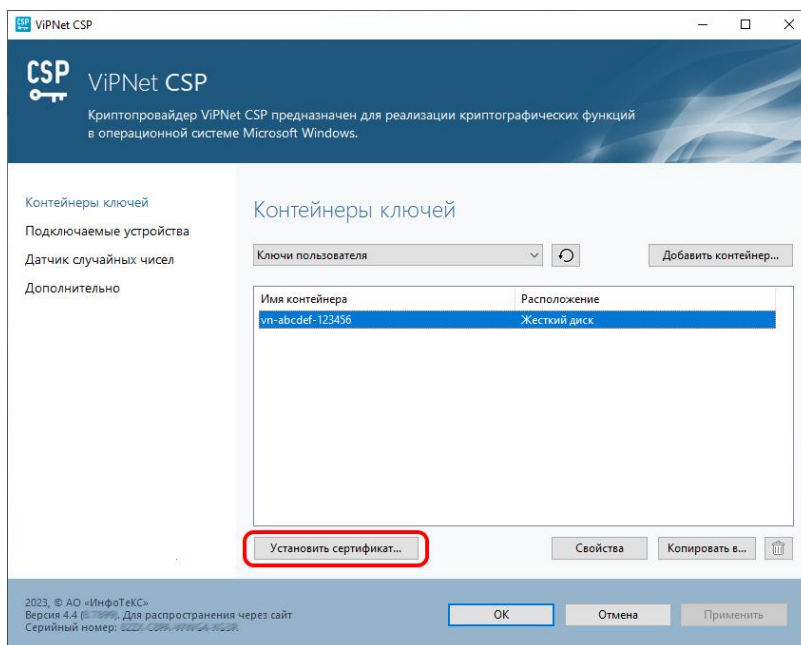 CSP ViPNet CSP
CSP
ViPNet CSP
Криптопровайдер ViPNet CSP предназначен для реализации криптографических функций
в операционной системе Microsoft Windows.
Контейнеры ключей
Подключаемые устройства
Датчик случайных чисел
Дополнительно
Контейнеры ключей
Ключи пользователя
Добавить контейнер...
Имя контейнера Расположение
vn-abcdef-123456 Жесткий диск
Установить сертификат...
Свойства
Копировать в...
2023, © АО «ИнфоТеКС»
Версия 4.4 ( Для распространения через сайт
Серийный номер:
OK
Отмена
Применить